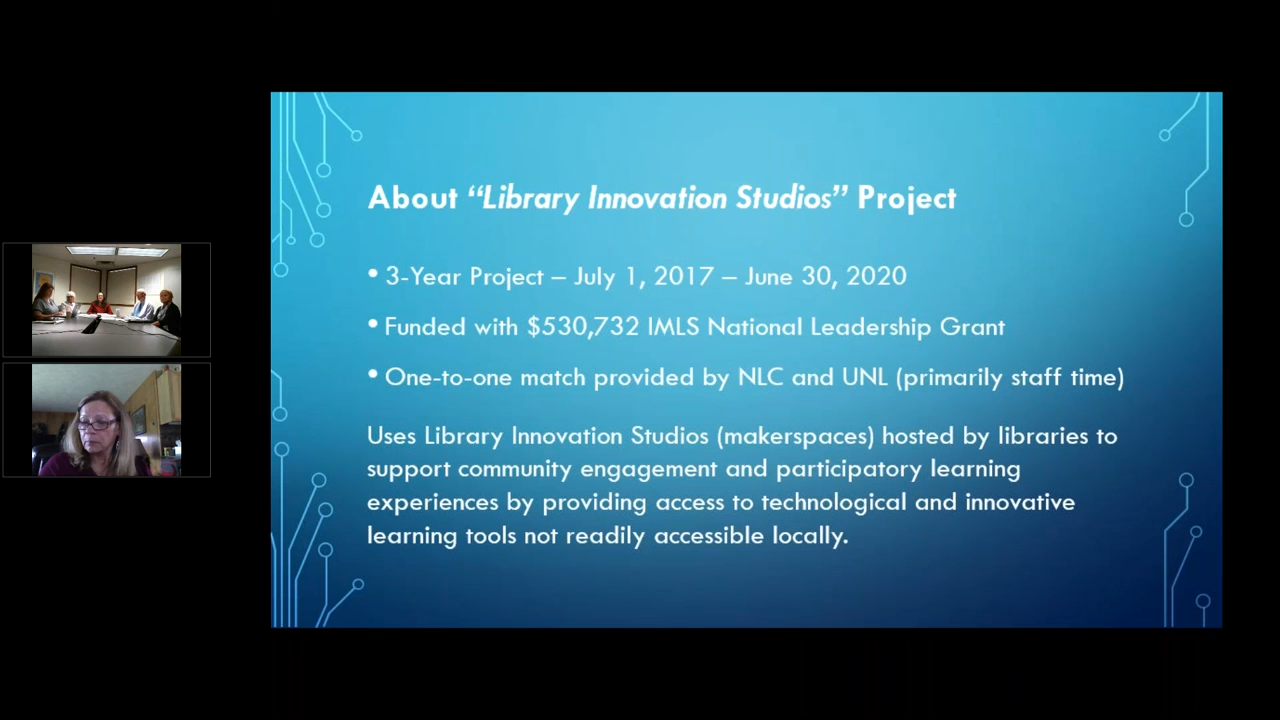 About “Library Innovation Studios” Project
• 3-Year Project – July 1, 2017 – June 30, 2020
• Funded with $530,732 IMLS National Leadership Grant
• One-to-one match provided by NLC and UNL (primarily staff time)
Uses Library Innovation Studios (makerspaces) hosted by libraries to
support community engagement and participatory learning
experiences by providing access to technological and innovative
learning tools not readily accessible locally.